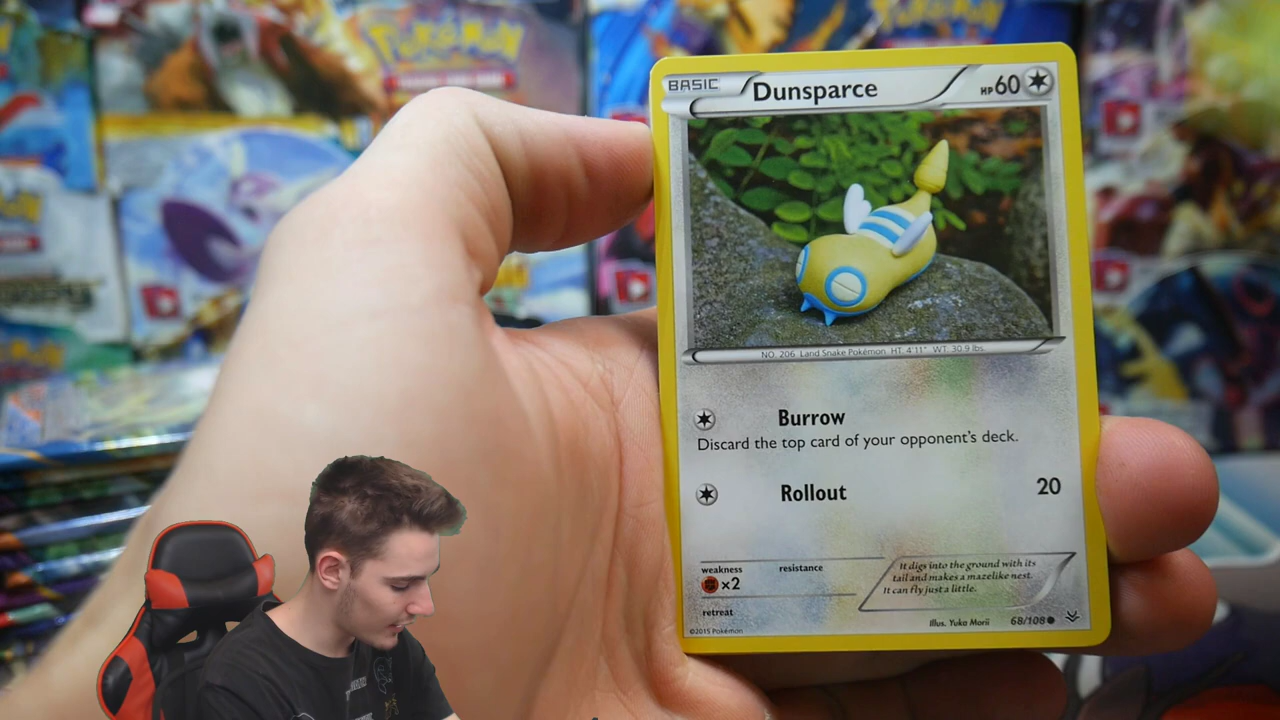 POKéMON
BASIC
Dunsparce
HP60
NO. 206 Land Snake Pokémon HT. 4'11" WT. 30.9 lbs.
Burrow
Discard the top card of your opponent's deck.
Rollout 20
weakness resistance
×2
retreat
It digs into the ground with its
tail and makes a mazelike nest.
It can fly just a little.
Illus. Yuka Morii 68/108
©2015 Pokémon